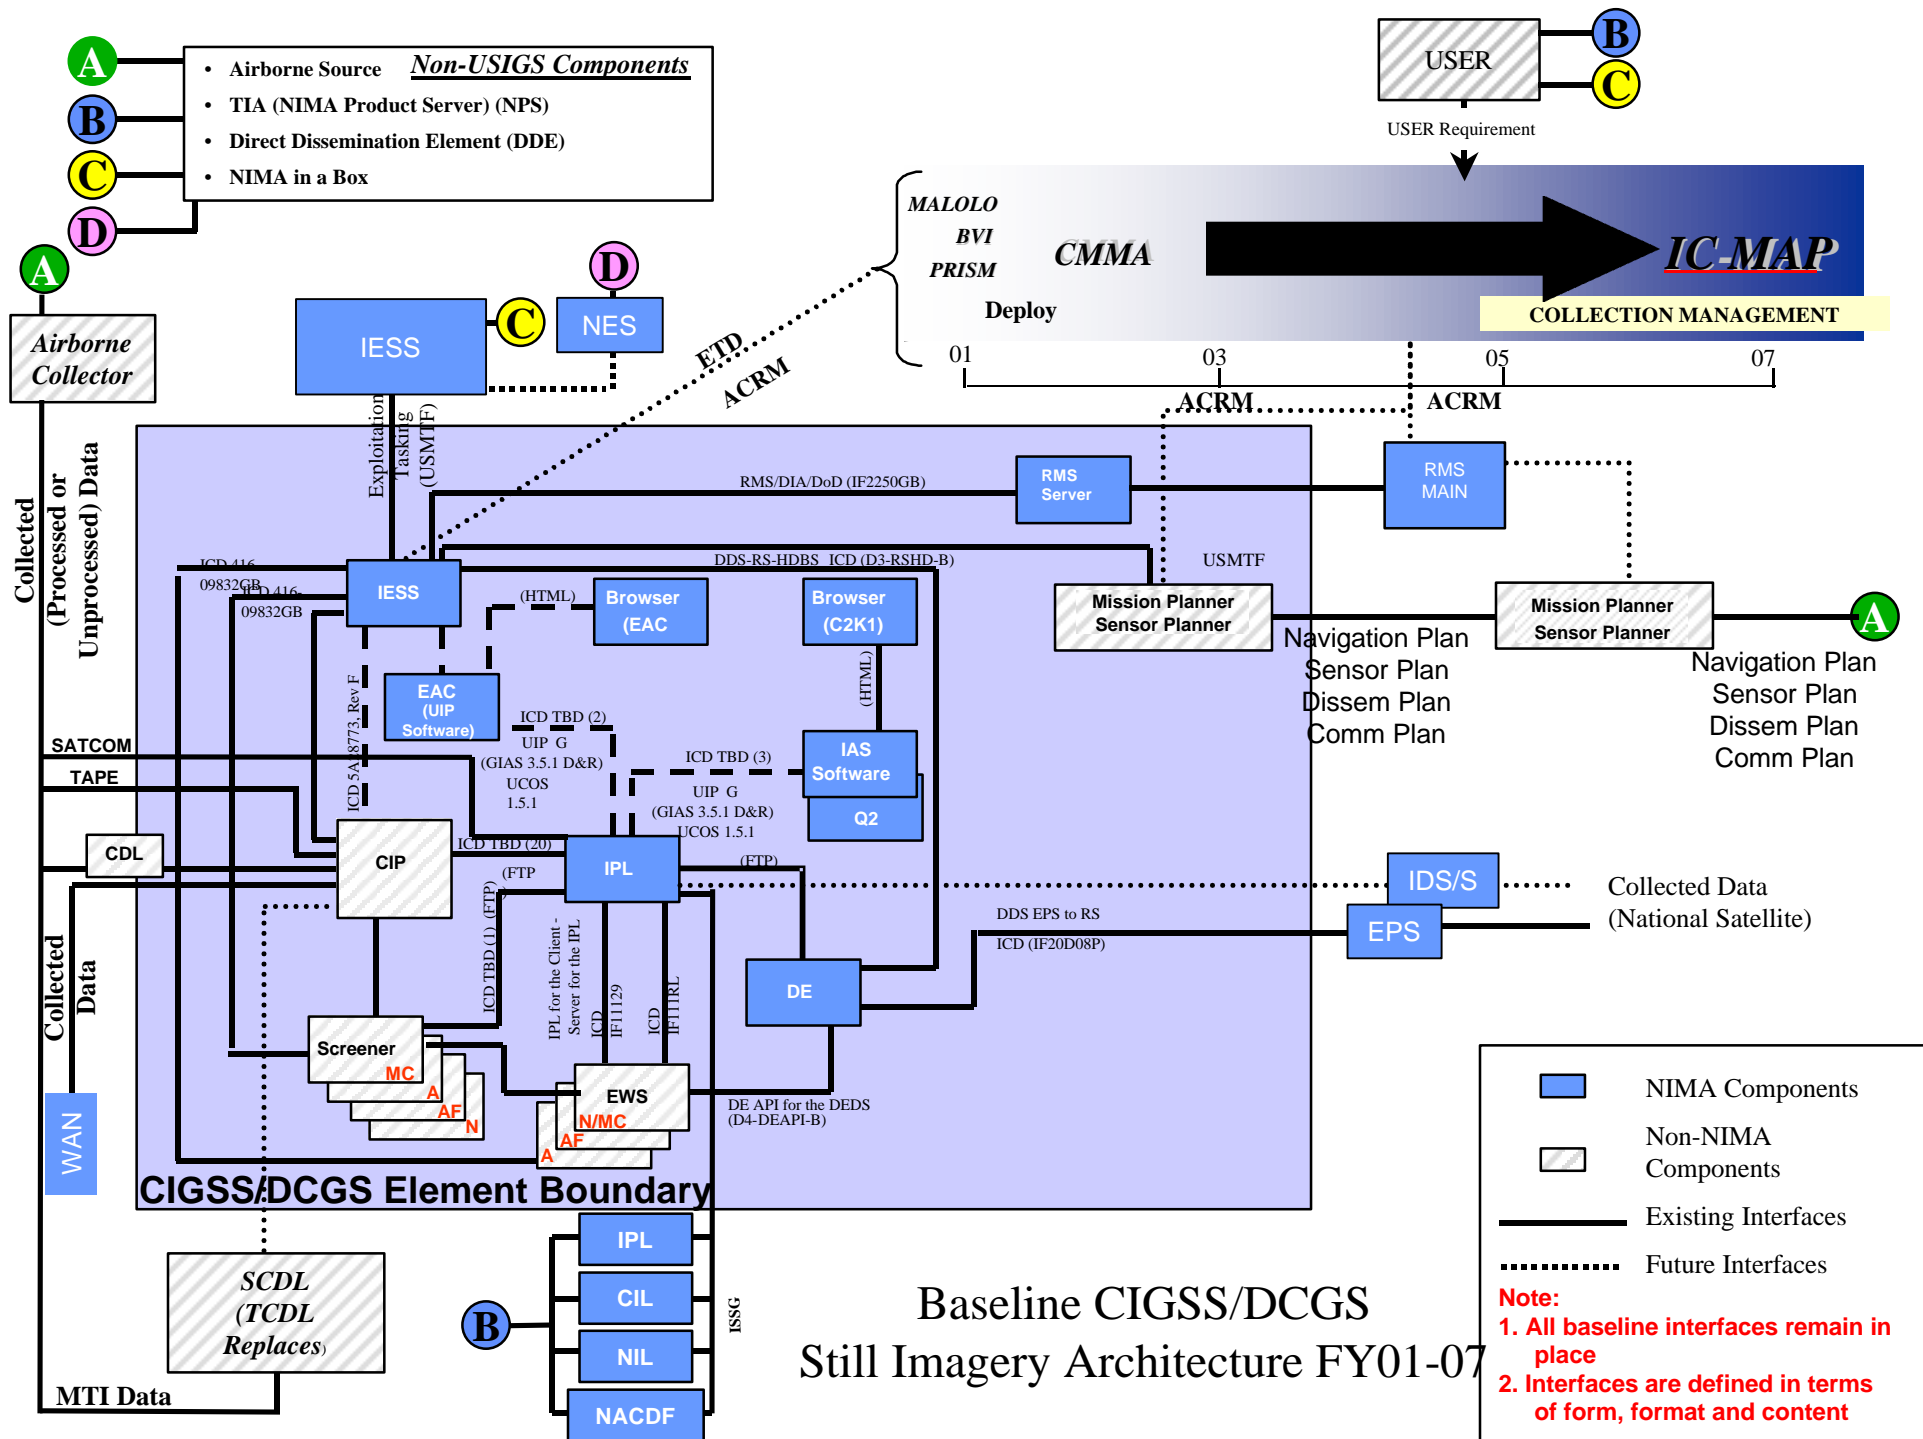 A
B
C
D
Non-USIGS Components
• Airborne Source
• TIA (NIMA Product Server) (NPS)
• Direct Dissemination Element (DDE)
• NIMA in a Box
USER
B
C
USER Requirement
MALOLO
BVI
PRISM
CMMA
Deploy
IC-MAP
COLLECTION MANAGEMENT
01
03
05
07
ACRM
ACRM
A
Airborne
Collector
IESS
C
D
NES
ETD
ACRM
Collected
(Processed or
Unprocessed) Data
Exploitation
Tasking
(USMTF)
RMS/DIA/DoD (IF2250GB)
RMS
Server
RMS
MAIN
ICD 416-
09832GB
ICD 416-
09832GB
IESS
DDS-RS-HDBS ICD (D3-RSHD-B)
USMTF
(HTML)
Browser
(EAC
Browser
(C2K1)
Mission Planner
Sensor Planner
Mission Planner
Sensor Planner
A
Navigation Plan
Sensor Plan
Dissem Plan
Comm Plan
Navigation Plan
Sensor Plan
Dissem Plan
Comm Plan
ICD 5A28773, Rev F
EAC
(UIP
Software)
(HTML)
ICD TBD (2)
UIP G
(GIAS 3.5.1 D&R)
UCOS
1.5.1
ICD TBD (3)
UIP G
(GIAS 3.5.1 D&R)
UCOS 1.5.1
IAS
Software
Q2
SATCOM
TAPE
CDL
CIP
ICD TBD (20)
(FTP
IPL
(FTP)
IDS/S
EPS
Collected Data
(National Satellite)
DDS EPS to RS
ICD (IF20D08P)
Collected
Data
ICD TBD (1) (FTP)
IPL for the Client -
Server for the IPL
ICD
IF11129
ICD
IF111RL
DE
Screener
MC
A
AF
N
EWS
N/MC
AF
A
DE API for the DEDS
(D4-DEAPI-B)
WAN
CIGSS/DCGS Element Boundary
SCDL
(TCDL
Replaces)
MTI Data
B
IPL
CIL
NIL
NACDF
ISSG
Baseline CIGSS/DCGS
Still Imagery Architecture FY01-07
NIMA Components
Non-NIMA
Components
Existing Interfaces
Future Interfaces
Note:
1. All baseline interfaces remain in
place
2. Interfaces are defined in terms
of form, format and content